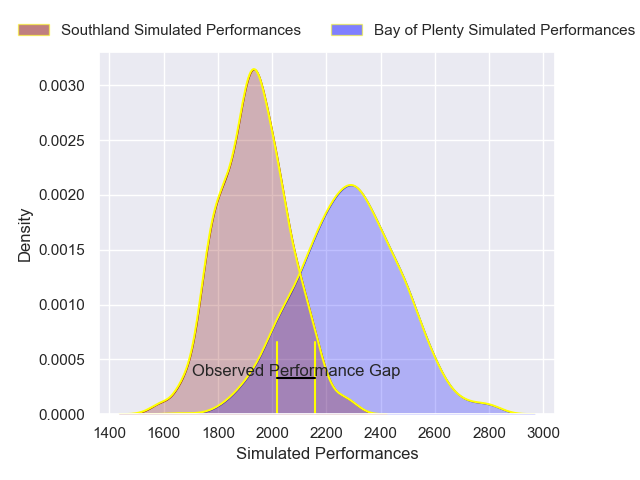 Southland Simulated Performances
Bay of Plenty Simulated Performances
0.0030
0.0025
0.0020
0.0015
0.0010
0.0005
0.0000
Density
Observed Performance Gap
1400 1600 1800 2000 2200 2400 2600 2800 3000
Simulated Performances